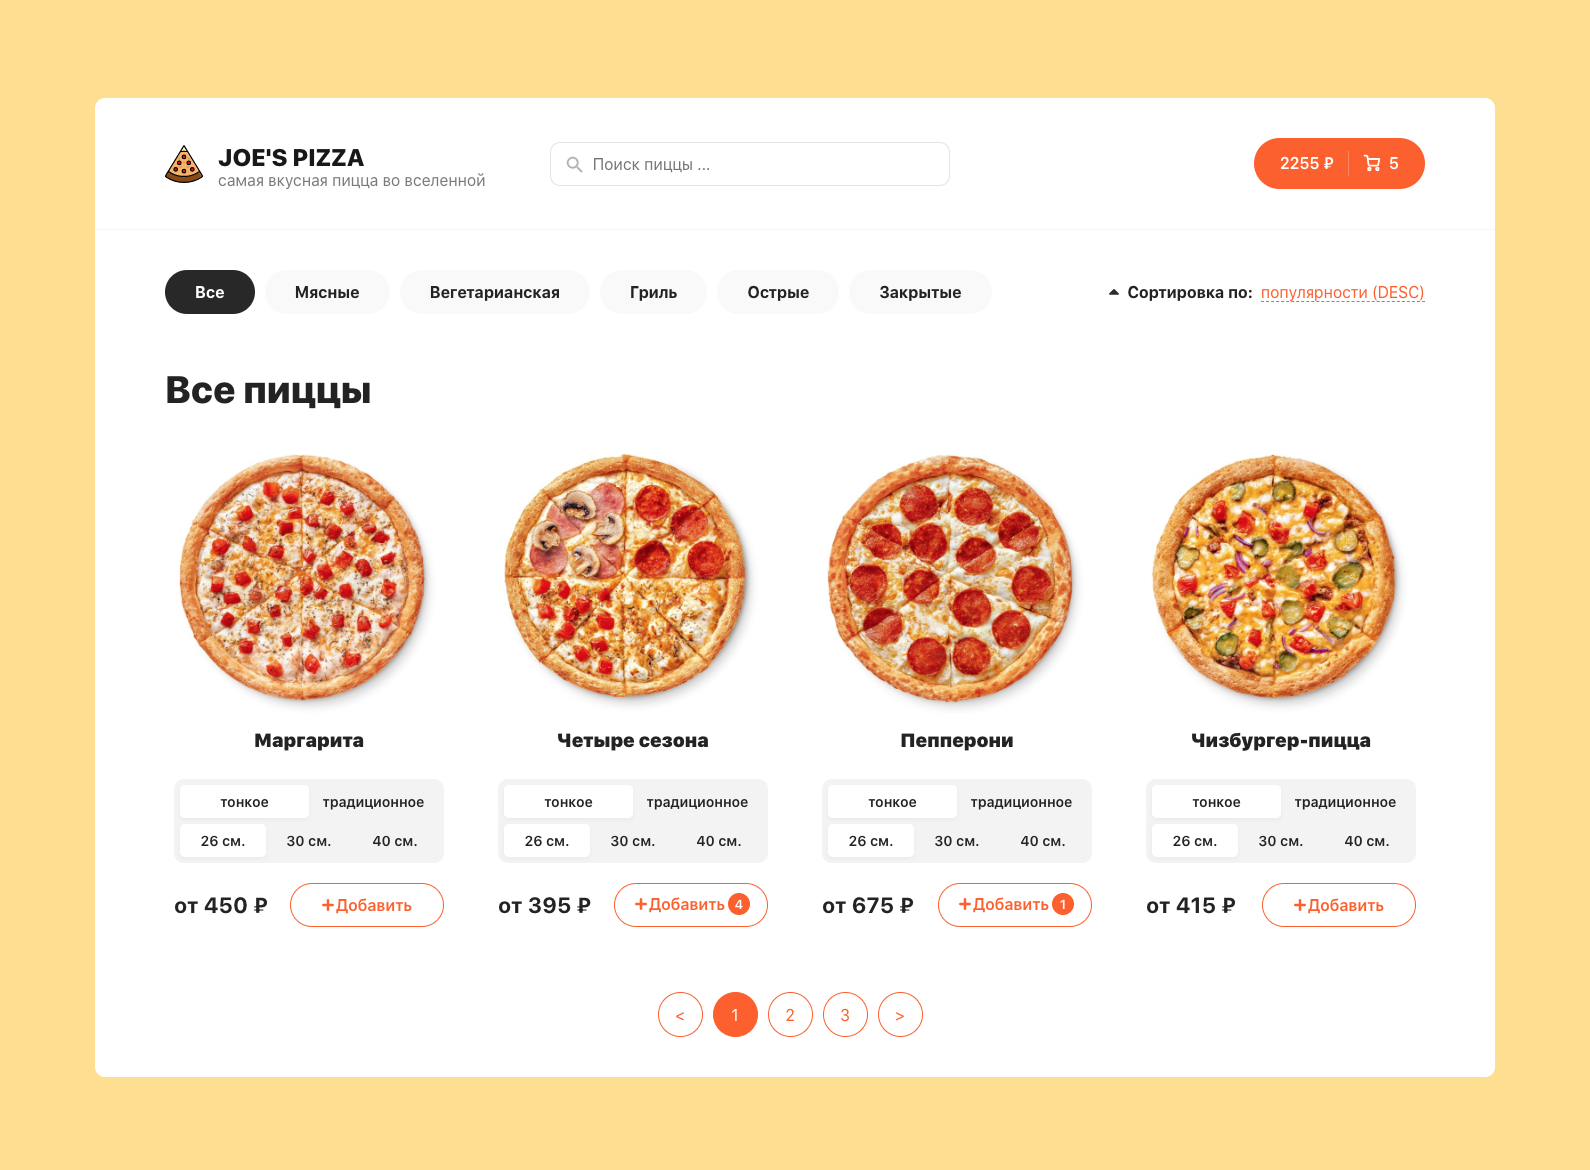 JOE'S PIZZA
самая вкусная пицца во вселенной
Поиск пиццы ...
2255 ₽ 5
Все Мясные Вегетарианская Гриль Острые Закрытые
Сортировка по: популярности (DESC)
Все пиццы
Маргарита
тонкое традиционное
26 см. 30 см. 40 см.
от 450 ₽ +Добавить
Четыре сезона
тонкое традиционное
26 см. 30 см. 40 см.
от 395 ₽ +Добавить 4
Пепперони
тонкое традиционное
26 см. 30 см. 40 см.
от 675 ₽ +Добавить 1
Чизбургер-пицца
тонкое традиционное
26 см. 30 см. 40 см.
от 415 ₽ +Добавить
< 1 2 3 >